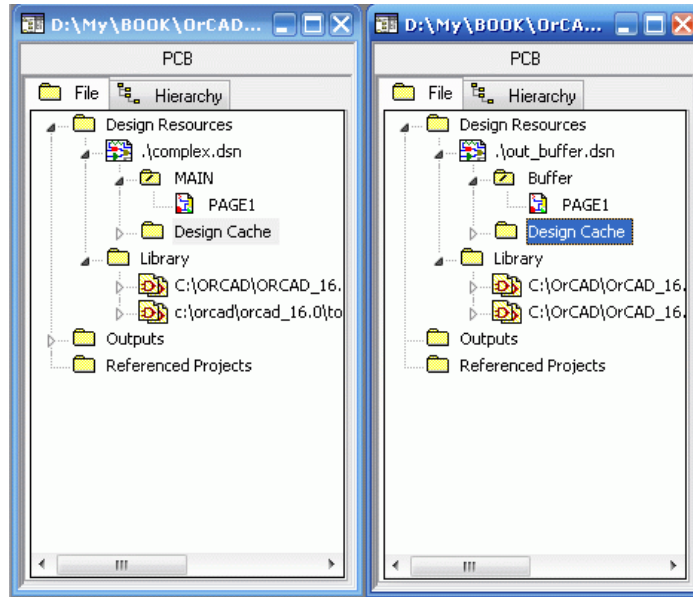 D:\My\BOOK\OrCAD...
PCB
File
Hierarchy
Design Resources
.\complex.dsn
MAIN
PAGE1
Design Cache
Library
C:\ORCAD\ORCAD_16.
c:\orcad\orcad_16.0\to
Outputs
Referenced Projects
D:\My\BOOK\OrCA...
PCB
File
Hierarchy
Design Resources
.\out_buffer.dsn
Buffer
PAGE1
Design Cache
Library
C:\OrCAD\OrCAD_16.
C:\OrCAD\OrCAD_16.
Outputs
Referenced Projects